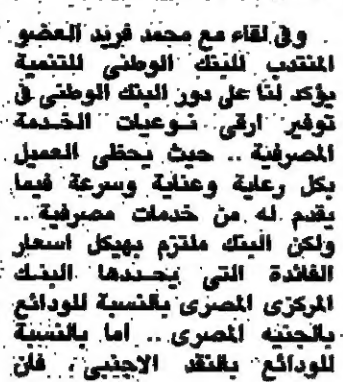 وفي لقاء مع محمد فريد العضو
المنتدب للبنك الوطنى للتنمية
يؤكد لنا على دور البنك الوطنى في
توفير ارقى نوعيات الخدمة
المصرفية .. حيث يحظى العميل
بكل رعاية وعناية وسرعة فيما
يقدم له من خدمات مصرفية ..
ولكن البنك ملتزم بهيكل اسعار
الفائدة التى يحددها البنك
المركزى المصرى بالنسبة للودائع
بالجنيه المصرى .. اما بالنسبة
للودائع بالنقد الاجنبى ، فان